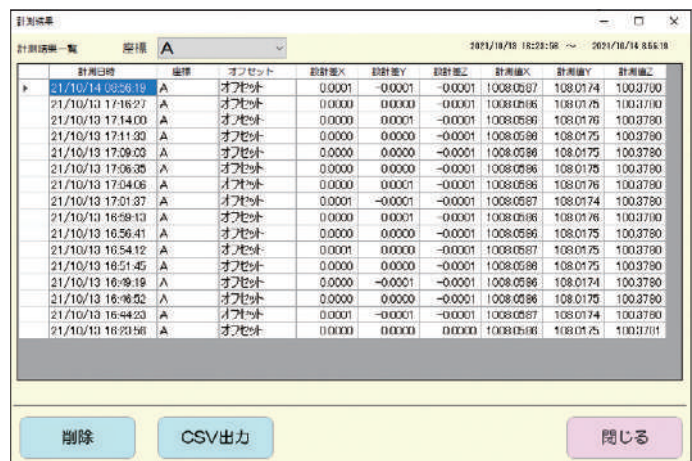 計測結果
計測結果一覧 座標 A 2021/10/13 16:23:56 ～ 2021/10/14 8:56:19
計測日時 座標 オフセット 設計差X 設計差Y 設計差Z 計測値X 計測値Y 計測値Z
21/10/14 08:56:19 A オフセット 0.0001 -0.0001 -0.0001 1008.0587 108.0174 100.3780
21/10/13 17:16:27 A オフセット 0.0000 0.0000 -0.0001 1008.0586 108.0175 100.3780
21/10/13 17:14:00 A オフセット 0.0000 0.0001 -0.0001 1008.0586 108.0176 100.3780
21/10/13 17:11:33 A オフセット 0.0000 0.0000 -0.0001 1008.0586 108.0175 100.3780
21/10/13 17:09:03 A オフセット 0.0000 0.0000 -0.0001 1008.0586 108.0175 100.3780
21/10/13 17:06:35 A オフセット 0.0000 0.0000 -0.0001 1008.0586 108.0175 100.3780
21/10/13 17:04:06 A オフセット 0.0000 0.0001 -0.0001 1008.0586 108.0176 100.3780
21/10/13 17:01:37 A オフセット 0.0001 -0.0001 -0.0001 1008.0587 108.0174 100.3780
21/10/13 16:59:13 A オフセット 0.0000 0.0001 -0.0001 1008.0586 108.0176 100.3780
21/10/13 16:56:41 A オフセット 0.0000 0.0000 -0.0001 1008.0586 108.0175 100.3780
21/10/13 16:54:12 A オフセット 0.0001 0.0000 -0.0001 1008.0587 108.0175 100.3780
21/10/13 16:51:45 A オフセット 0.0000 0.0000 -0.0001 1008.0586 108.0175 100.3780
21/10/13 16:49:19 A オフセット 0.0000 -0.0001 -0.0001 1008.0586 108.0174 100.3780
21/10/13 16:46:52 A オフセット 0.0000 0.0000 -0.0001 1008.0586 108.0175 100.3780
21/10/13 16:44:23 A オフセット 0.0001 -0.0001 -0.0001 1008.0587 108.0174 100.3780
21/10/13 16:23:56 A オフセット 0.0000 0.0000 0.0000 1008.0586 108.0175 100.3781
削除 CSV出力 閉じる